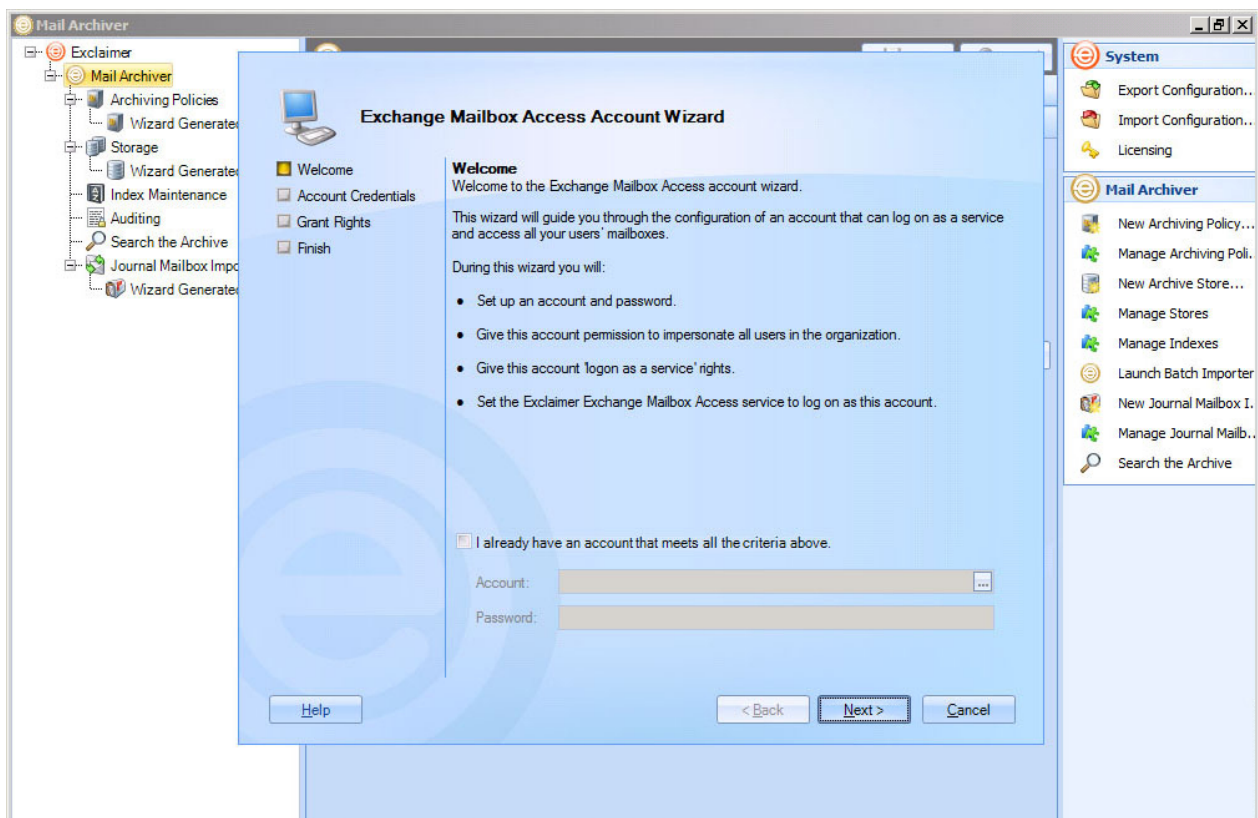 Mail Archiver
Exclaimer
Mail Archiver
Archiving Policies
Wizard Generated
Storage
Wizard Generated
Index Maintenance
Auditing
Search the Archive
Journal Mailbox Impo
Wizard Generated
Exchange Mailbox Access Account Wizard
Welcome
Account Credentials
Grant Rights
Finish
Welcome
Welcome to the Exchange Mailbox Access account wizard.
This wizard will guide you through the configuration of an account that can log on as a service
and access all your users' mailboxes.
During this wizard you will:
• Set up an account and password.
• Give this account permission to impersonate all users in the organization.
• Give this account 'logon as a service' rights.
• Set the Exclaimer Exchange Mailbox Access service to log on as this account.
I already have an account that meets all the criteria above.
Account:
...
Password:
Help
< Back
Next >
Cancel
System
Export Configuration...
Import Configuration...
Licensing
Mail Archiver
New Archiving Policy...
Manage Archiving Poli..
New Archive Store...
Manage Stores
Manage Indexes
Launch Batch Importer
New Journal Mailbox I..
Manage Journal Mailb..
Search the Archive